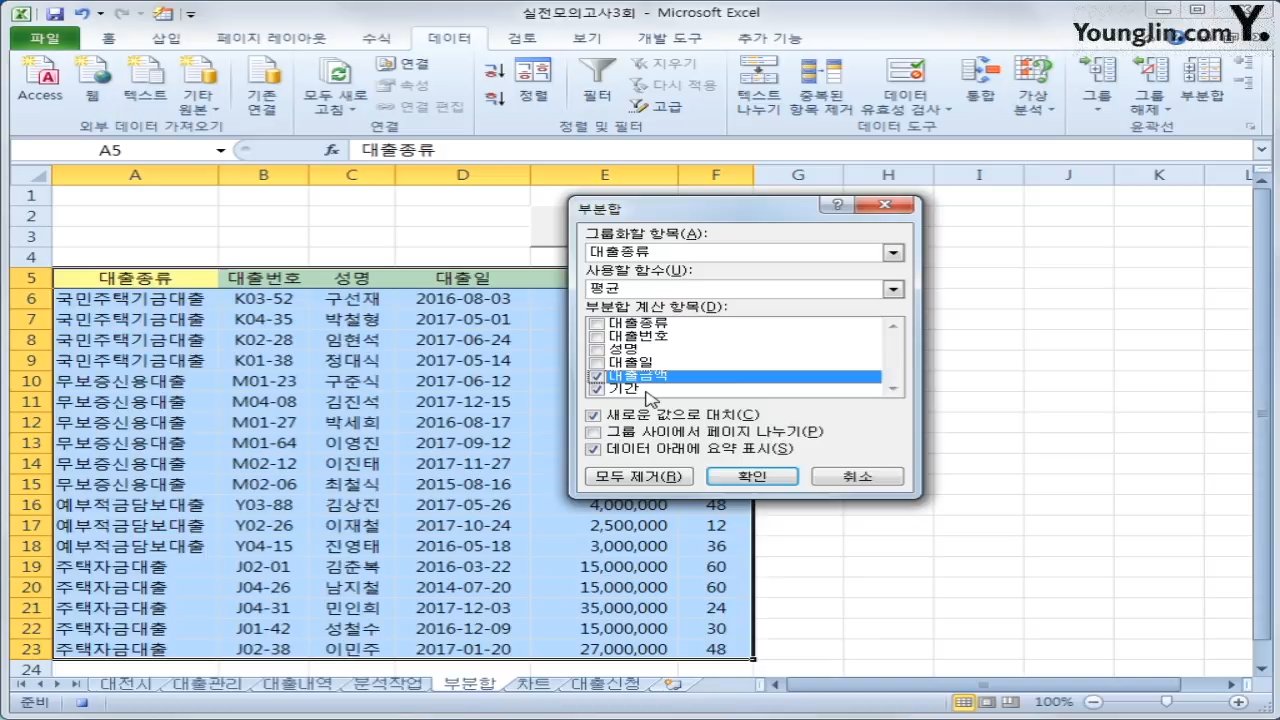 실전모의고사3회 - Microsoft Excel
Younglin.com Y.
파일 홈 삽입 페이지 레이아웃 수식 데이터 검토 보기 개발 도구 추가 기능
Access 웹 텍스트 기타 원본 기존 연결 모두 새로 고침 연결 속성 연결 편집 정렬 필터 지우기 다시 적용 고급 텍스트 나누기 중복된 항목 제거 데이터 유효성 검사 통합 가상 분석 그룹 그룹 해제 부분합
외부 데이터 가져오기 연결 정렬 및 필터 데이터 도구 윤곽선
A5 fx 대출종류
A B C D E F G H I J K L
1
2
3
4
5 대출종류 대출번호 성명 대출일
6 국민주택기금대출 K03-52 구선재 2016-08-03
7 국민주택기금대출 K04-35 박철형 2017-05-01
8 국민주택기금대출 K02-28 임현석 2017-06-24
9 국민주택기금대출 K01-38 정대식 2017-05-14
10 무보증신용대출 M01-23 구준식 2017-06-12
11 무보증신용대출 M04-08 김진석 2017-12-15
12 무보증신용대출 M01-27 박세희 2016-08-17
13 무보증신용대출 M01-64 이영진 2017-09-12
14 무보증신용대출 M02-12 이진태 2017-11-27
15 무보증신용대출 M02-06 최철식 2015-08-16
16 예부적금담보대출 Y03-88 김상진 2017-05-26 4,000,000 48
17 예부적금담보대출 Y02-26 이재철 2017-10-24 2,500,000 12
18 예부적금담보대출 Y04-15 진영태 2016-05-18 3,000,000 36
19 주택자금대출 J02-01 김준복 2016-03-22 15,000,000 60
20 주택자금대출 J04-26 남지철 2014-07-20 15,000,000 60
21 주택자금대출 J04-31 민인희 2017-12-03 35,000,000 24
22 주택자금대출 J01-42 성철수 2016-12-09 15,000,000 30
23 주택자금대출 J02-38 이민주 2017-01-20 27,000,000 48
24
부분합
그룹화할 항목(A):
대출종류
사용할 함수(U):
평균
부분합 계산 항목(D):
대출종류
대출번호
성명
대출일
대출금액
기간
새로운 값으로 대치(C)
그룹 사이에서 페이지 나누기(P)
데이터 아래에 요약 표시(S)
모두 제거(R) 확인 취소
대전시 대출관리 대출내역 분석작업 부분합 차트 대출신청
준비 100%